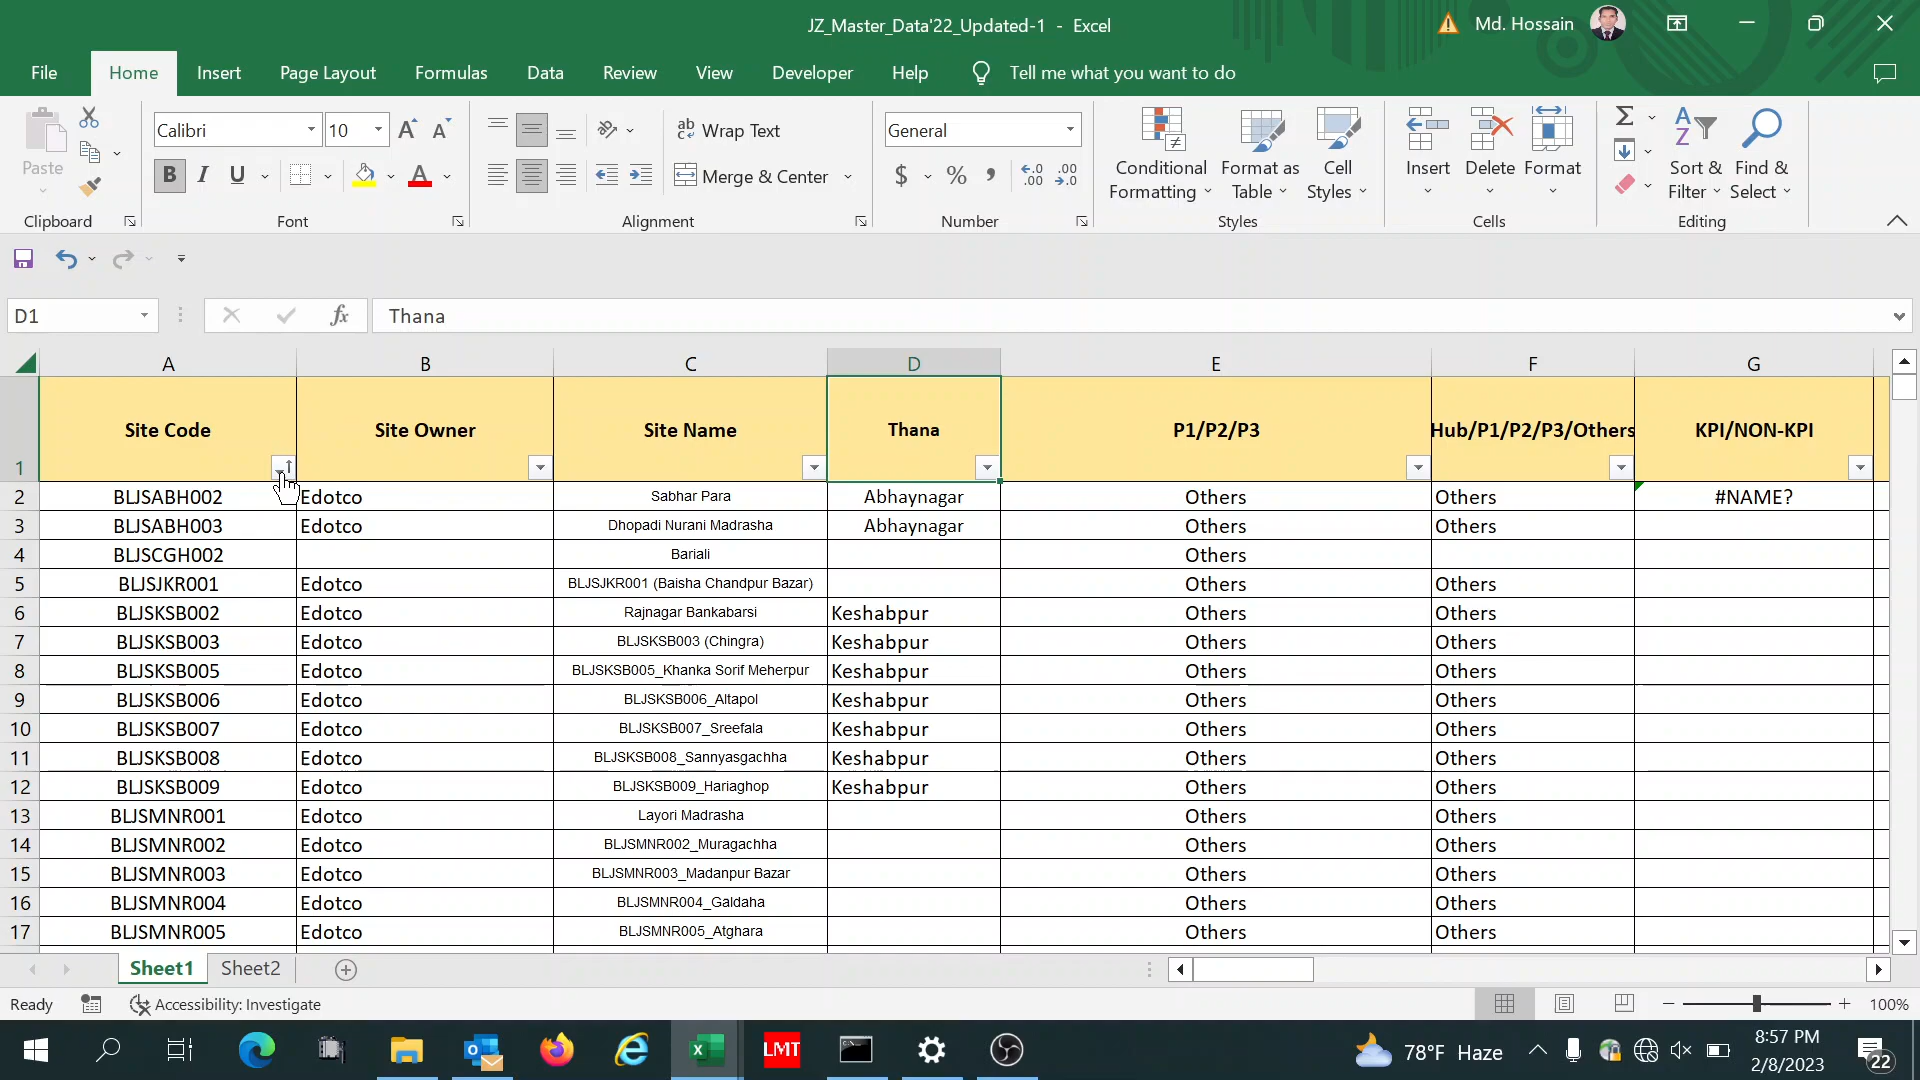 JZ_Master_Data'22_Updated-1 - Excel
Md. Hossain
File Home Insert Page Layout Formulas Data Review View Developer Help Tell me what you want to do
Paste
Clipboard
Calibri 10
B I U
Font
Wrap Text
Merge & Center
Alignment
General
$ %
Number
Conditional Formatting
Format as Table
Cell Styles
Styles
Insert Delete Format
Cells
Sort & Filter
Find & Select
Editing
D1 fx Thana
A B C D E F G
1 Site Code Site Owner Site Name Thana P1/P2/P3 Hub/P1/P2/P3/Others KPI/NON-KPI
2 BLJSABH002 Edotco Sabhar Para Abhaynagar Others Others #NAME?
3 BLJSABH003 Edotco Dhopadi Nurani Madrasha Abhaynagar Others Others
4 BLJSCGH002 Bariali Others
5 BLJSJKR001 Edotco BLJSJKR001 (Baisha Chandpur Bazar) Others Others
6 BLJSKSB002 Edotco Rajnagar Bankabarsi Keshabpur Others Others
7 BLJSKSB003 Edotco BLJSKSB003 (Chingra) Keshabpur Others Others
8 BLJSKSB005 Edotco BLJSKSB005_Khanka Sorif Meherpur Keshabpur Others Others
9 BLJSKSB006 Edotco BLJSKSB006_Altapol Keshabpur Others Others
10 BLJSKSB007 Edotco BLJSKSB007_Sreefala Keshabpur Others Others
11 BLJSKSB008 Edotco BLJSKSB008_Sannyasgachha Keshabpur Others Others
12 BLJSKSB009 Edotco BLJSKSB009_Hariaghop Keshabpur Others Others
13 BLJSMNR001 Edotco Layori Madrasha Others Others
14 BLJSMNR002 Edotco BLJSMNR002_Muragachha Others Others
15 BLJSMNR003 Edotco BLJSMNR003_Madanpur Bazar Others Others
16 BLJSMNR004 Edotco BLJSMNR004_Galdaha Others Others
17 BLJSMNR005 Edotco BLJSMNR005_Atghara Others Others
Sheet1 Sheet2
Ready Accessibility: Investigate 100%
LMT
78°F Haze
8:57 PM
2/8/2023
22